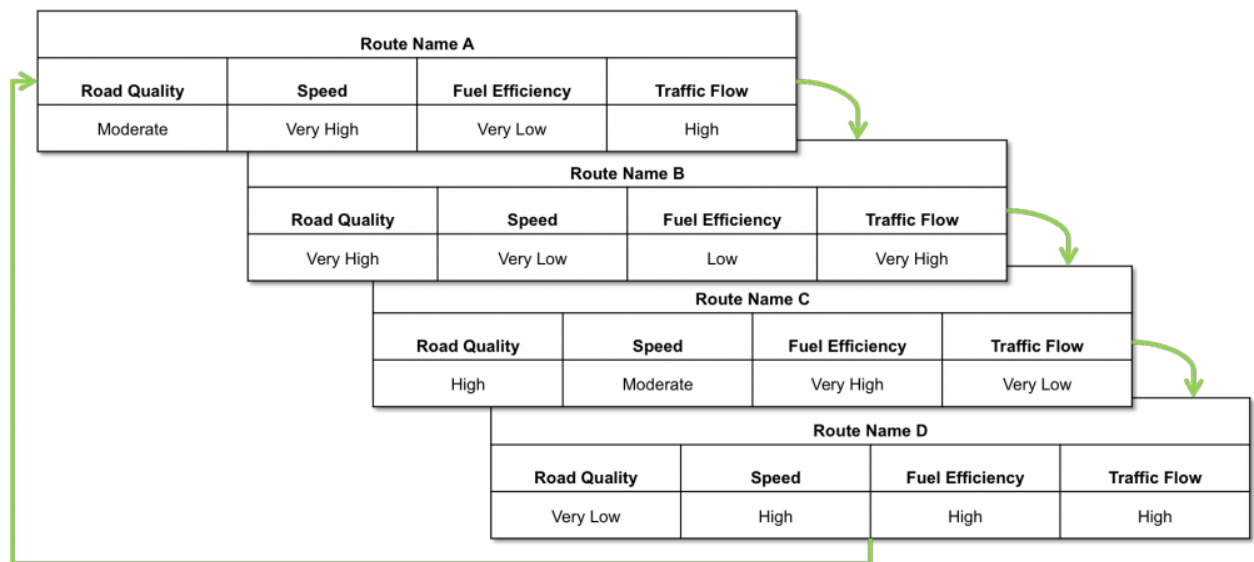 Route Name A
Road Quality Speed Fuel Efficiency Traffic Flow
Moderate Very High Very Low High
Route Name B
Road Quality Speed Fuel Efficiency Traffic Flow
Very High Very Low Low Very High
Route Name C
Road Quality Speed Fuel Efficiency Traffic Flow
High Moderate Very High Very Low
Route Name D
Road Quality Speed Fuel Efficiency Traffic Flow
Very Low High High High